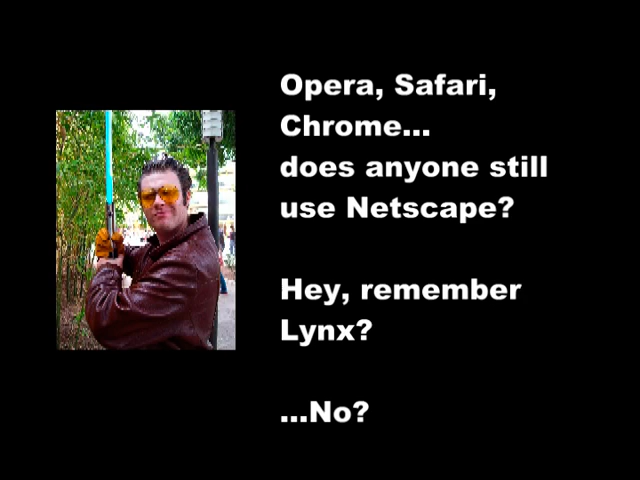 Opera, Safari,
Chrome...
does anyone still
use Netscape?
Hey, remember
Lynx?
...No?